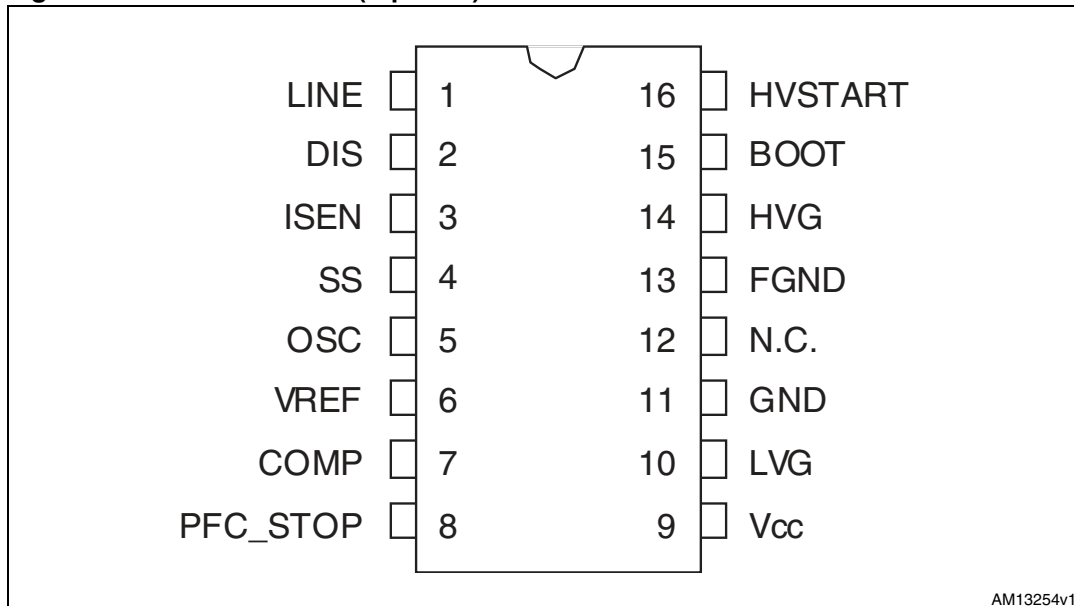 LINE 1 16 HVSTART
DIS 2 15 BOOT
ISEN 3 14 HVG
SS 4 13 FGND
OSC 5 12 N.C.
VREF 6 11 GND
COMP 7 10 LVG
PFC_STOP 8 9 Vcc
AM13254v1